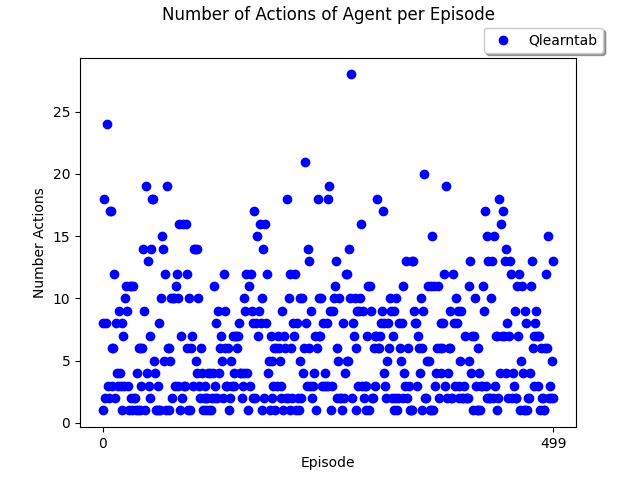 Number of Actions of Agent per Episode
Qlearntab
25
20
15
10
5
0
Number Actions
0 499
Episode